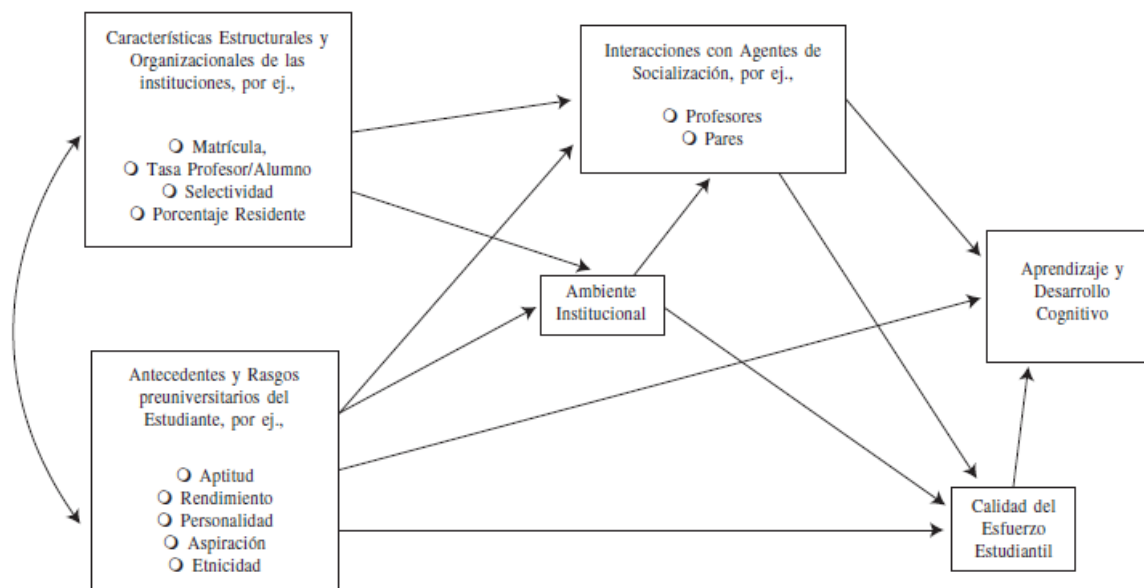 Características Estructurales y
Organizacionales de las
instituciones, por ej.,
Matrícula,
Tasa Profesor/Alumno
Selectividad
Porcentaje Residente
Interacciones con Agentes de
Socialización, por ej.,
Profesores
Pares
Ambiente
Institucional
Aprendizaje y
Desarrollo
Cognitivo
Antecedentes y Rasgos
preuniversitarios del
Estudiante, por ej.,
Aptitud
Rendimiento
Personalidad
Aspiración
Etnicidad
Calidad del
Esfuerzo
Estudiantil